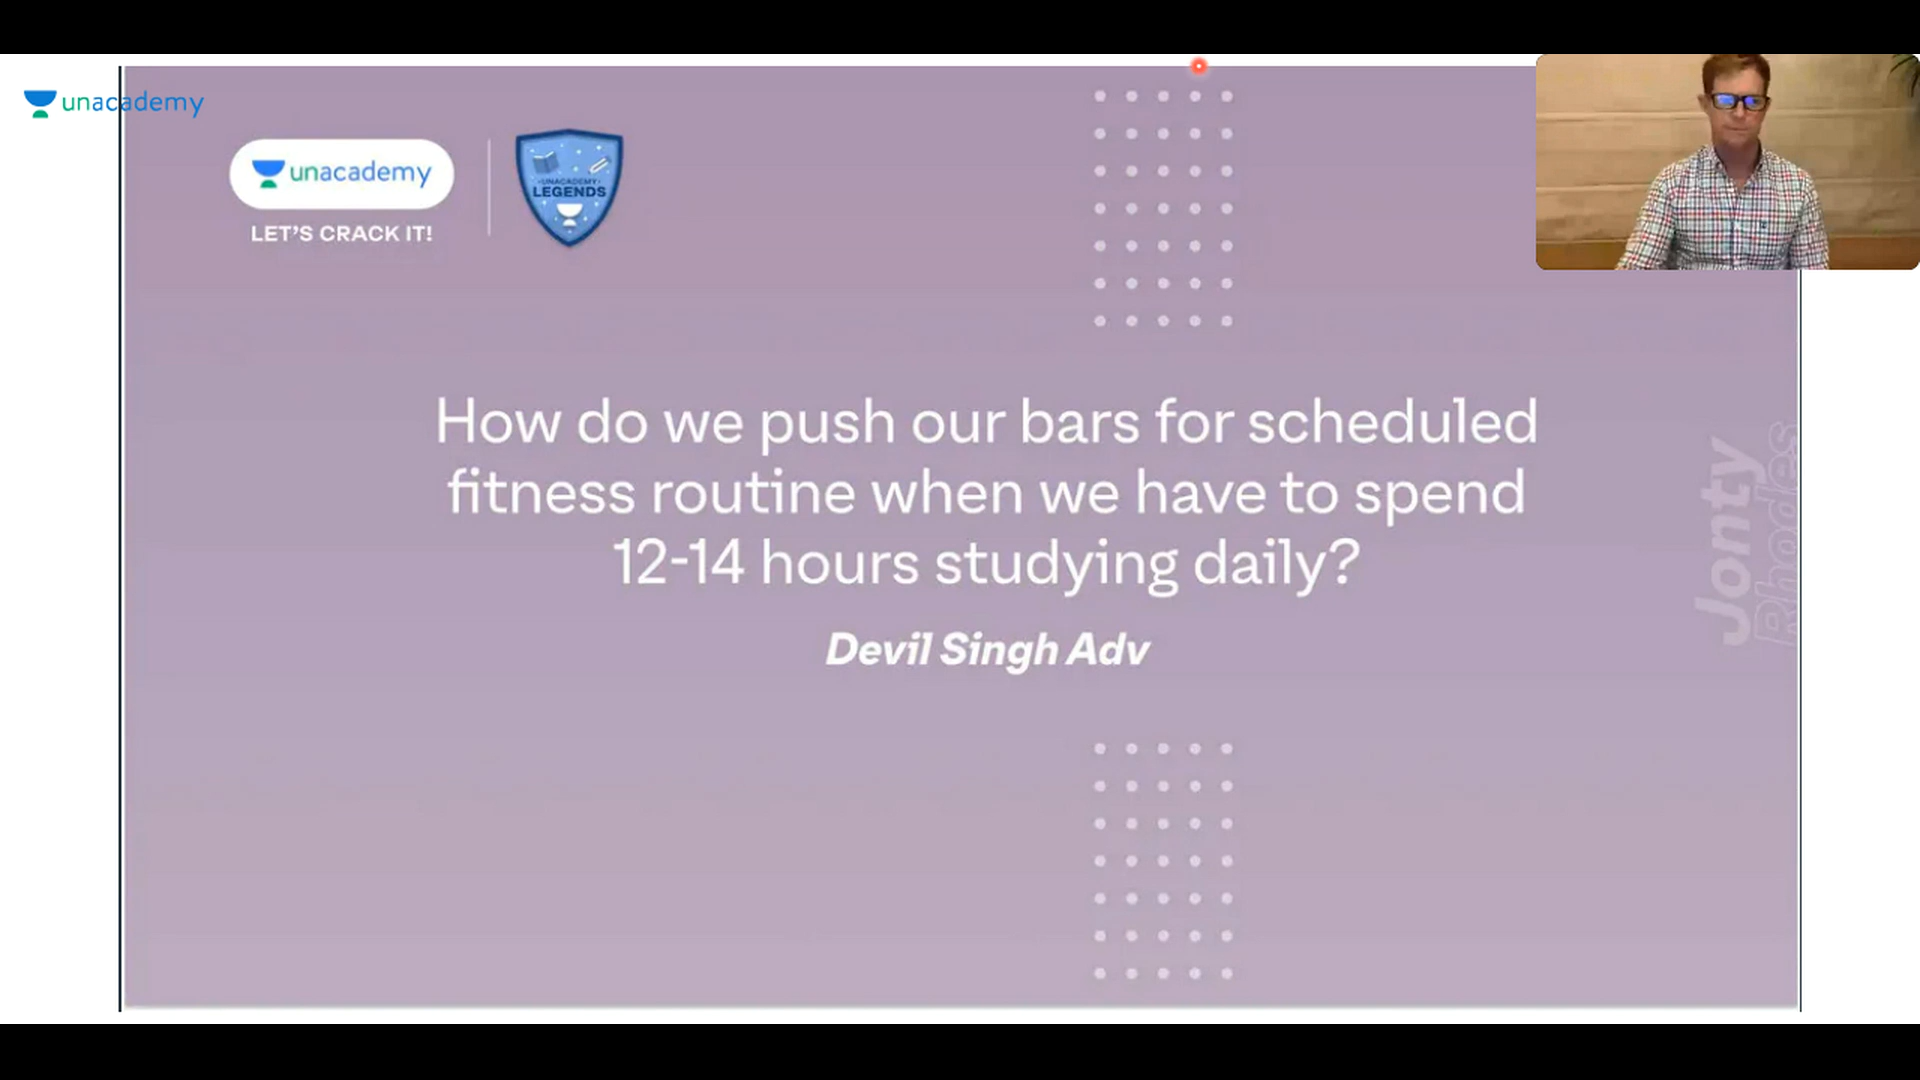 unacademy
unacademy
LET'S CRACK IT!
UNACADEMY
LEGENDS
How do we push our bars for scheduled
fitness routine when we have to spend
12-14 hours studying daily?
Devil Singh Adv
Jonty
Rhodes